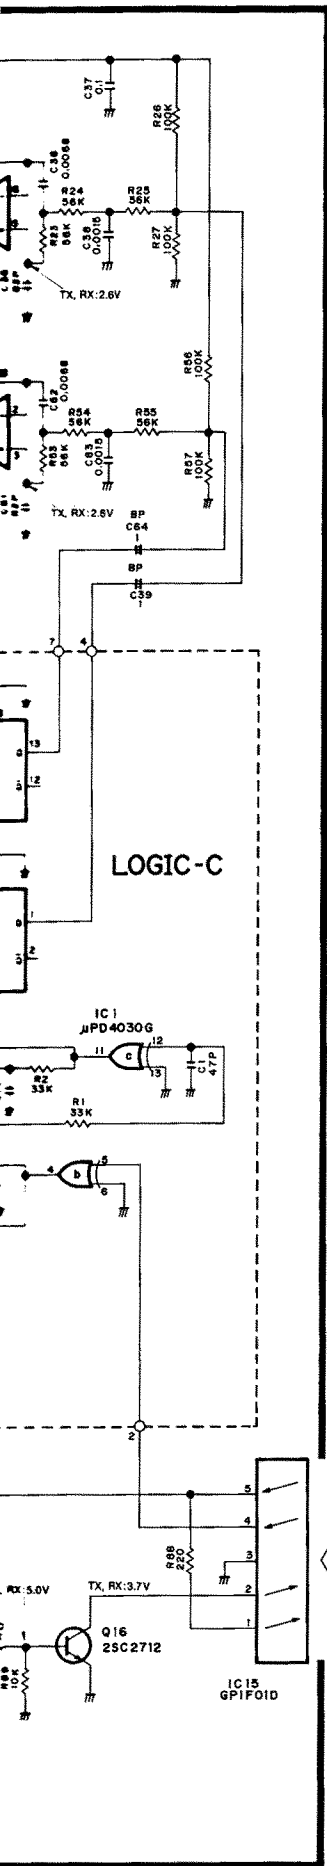 C37
0.1
R26
100K
C36
0.0068
R24
56K
R25
56K
R23
56K
C38
0.0015
R27
100K
TX, RX:2.6V
R56
100K
C62
0.0068
R54
56K
R55
56K
R53
56K
C63
0.0015
R57
100K
TX, RX:2.6V
BP
C64
1
BP
C39
1
7
4
13
12
LOGIC-C
1
2
IC1
μPD4030G
11
c
12
13
C1
47P
R2
33K
R1
33K
4
b
5
6
2
5
4
3
2
1
R88
220
RX:5.0V
TX, RX:3.7V
Q16
2SC2712
R89
10K
IC15
GP1F01D